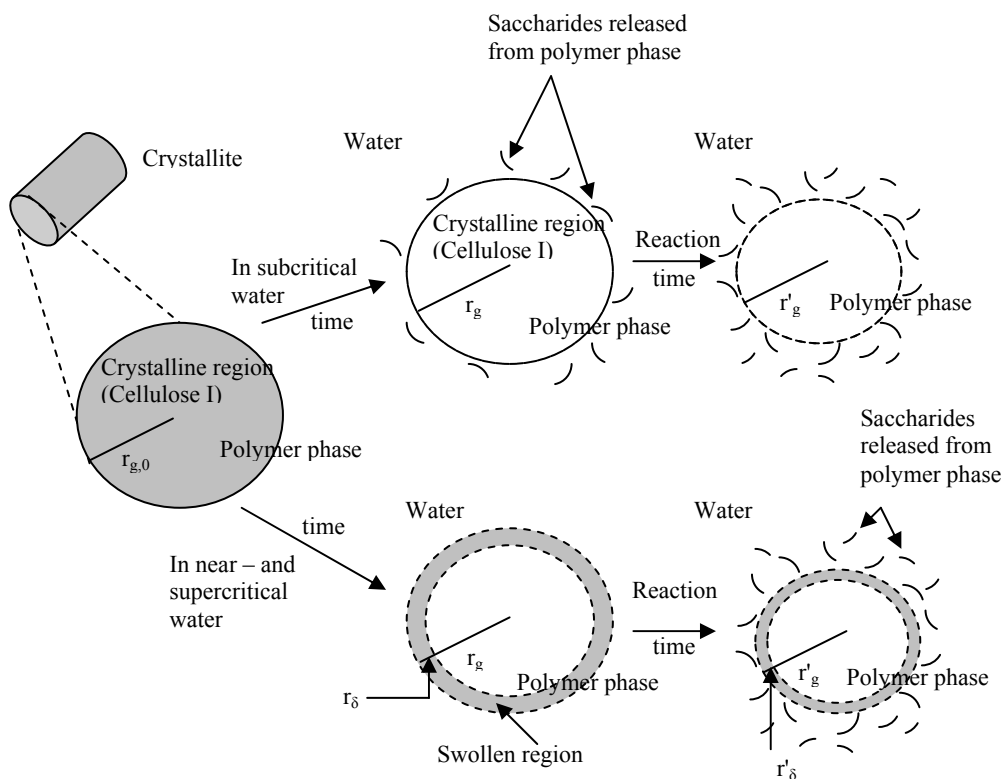 Saccharides released
from polymer phase
Water
Water
Crystallite
Crystalline region
(Cellulose I)
Reaction
time
In subcritical
water
time
r_g
Polymer phase
r'_g
Polymer phase
Crystalline region
(Cellulose I)
Polymer phase
r_g,0
Saccharides
released from
polymer phase
Water
Water
time
In near – and
supercritical
water
Reaction
time
r_g
Polymer phase
r'_g
Polymer phase
r_δ
Swollen region
r'_δ